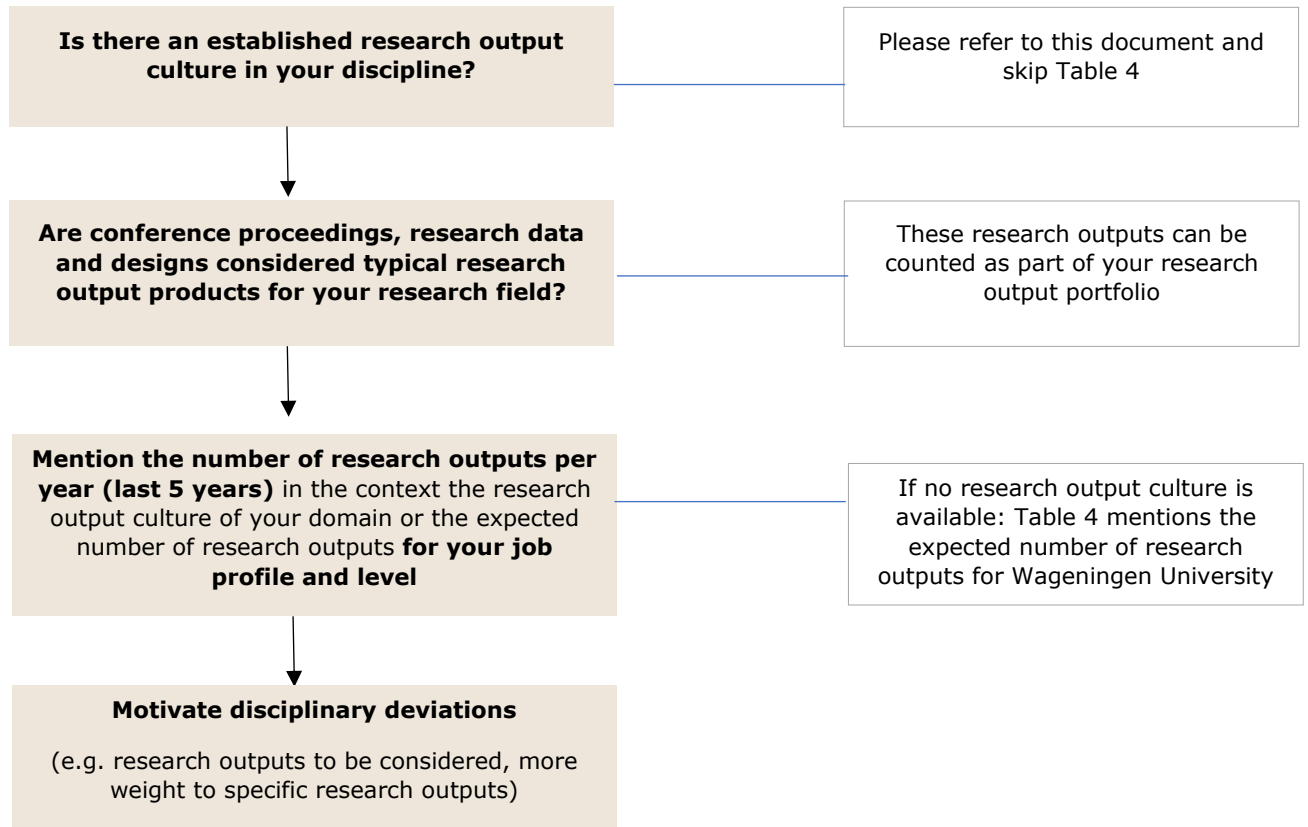 Is there an established research output
culture in your discipline?
Please refer to this document and
skip Table 4
Are conference proceedings, research data
and designs considered typical research
output products for your research field?
These research outputs can be
counted as part of your research
output portfolio
Mention the number of research outputs per
year (last 5 years) in the context the research
output culture of your domain or the expected
number of research outputs for your job
profile and level
If no research output culture is
available: Table 4 mentions the
expected number of research
outputs for Wageningen University
Motivate disciplinary deviations
(e.g. research outputs to be considered, more
weight to specific research outputs)